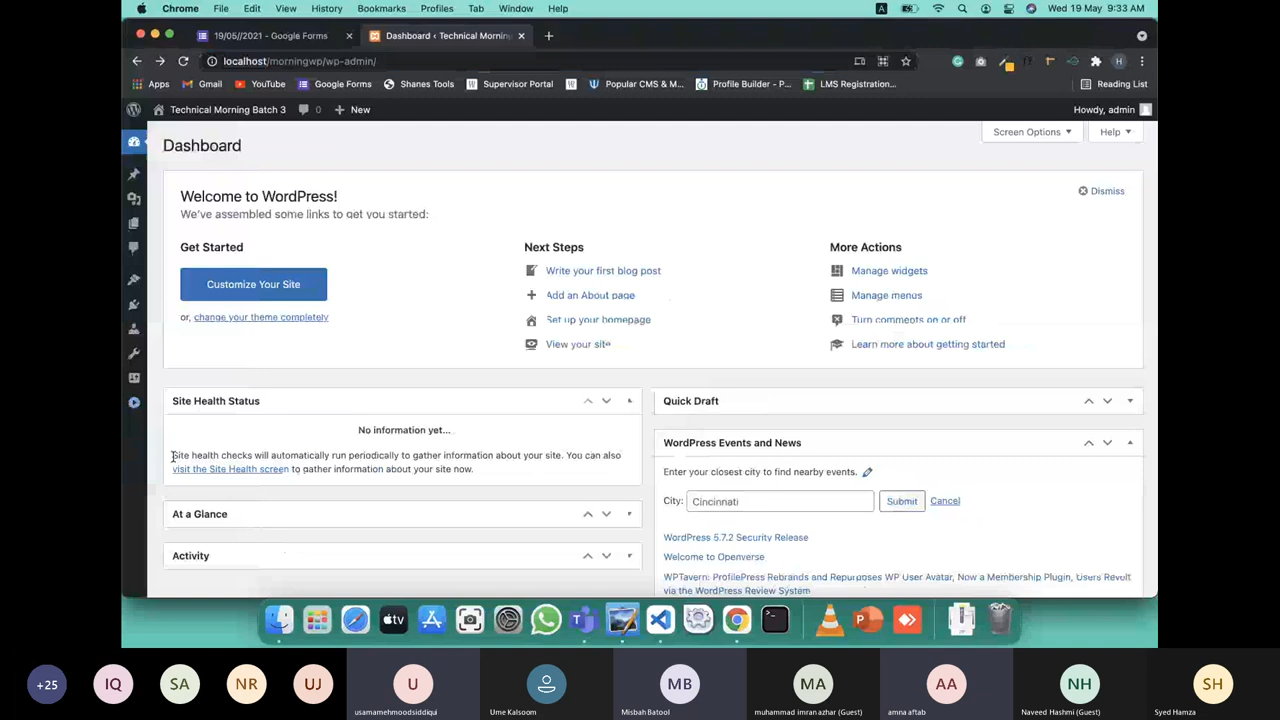 Chrome File Edit View History Bookmarks Profiles Tab Window Help A Wed 19 May 9:33 AM
19/05//2021 - Google Forms Dashboard ‹ Technical Mornin
localhost/morningwp/wp-admin/ H
Apps Gmail YouTube Google Forms Shanes Tools Supervisor Portal Popular CMS & M... Profile Builder - P... LMS Registration... Reading List
Technical Morning Batch 3 0 New Howdy, admin
Screen Options Help
Dashboard
Welcome to WordPress! Dismiss
We've assembled some links to get you started:
Get Started Next Steps More Actions
Customize Your Site Write your first blog post Manage widgets
Add an About page Manage menus
or, change your theme completely Set up your homepage Turn comments on or off
View your site Learn more about getting started
Site Health Status Quick Draft
No information yet...
Site health checks will automatically run periodically to gather information about your site. You can also
visit the Site Health screen to gather information about your site now.
WordPress Events and News
Enter your closest city to find nearby events.
City: Cincinnati Submit Cancel
At a Glance
WordPress 5.7.2 Security Release
Activity
Welcome to Openverse
WPTavern: ProfilePress Rebrands and Repurposes WP User Avatar, Now a Membership Plugin, Users Revolt
via the WordPress Review System
tv
+25 IQ SA NR UJ U MB MA AA NH SH
usamamehmoodsiddiqui Ume Kalsoom Misbah Batool muhammad imran azhar (Guest) amna aftab Naveed Hashmi (Guest) Syed Hamza